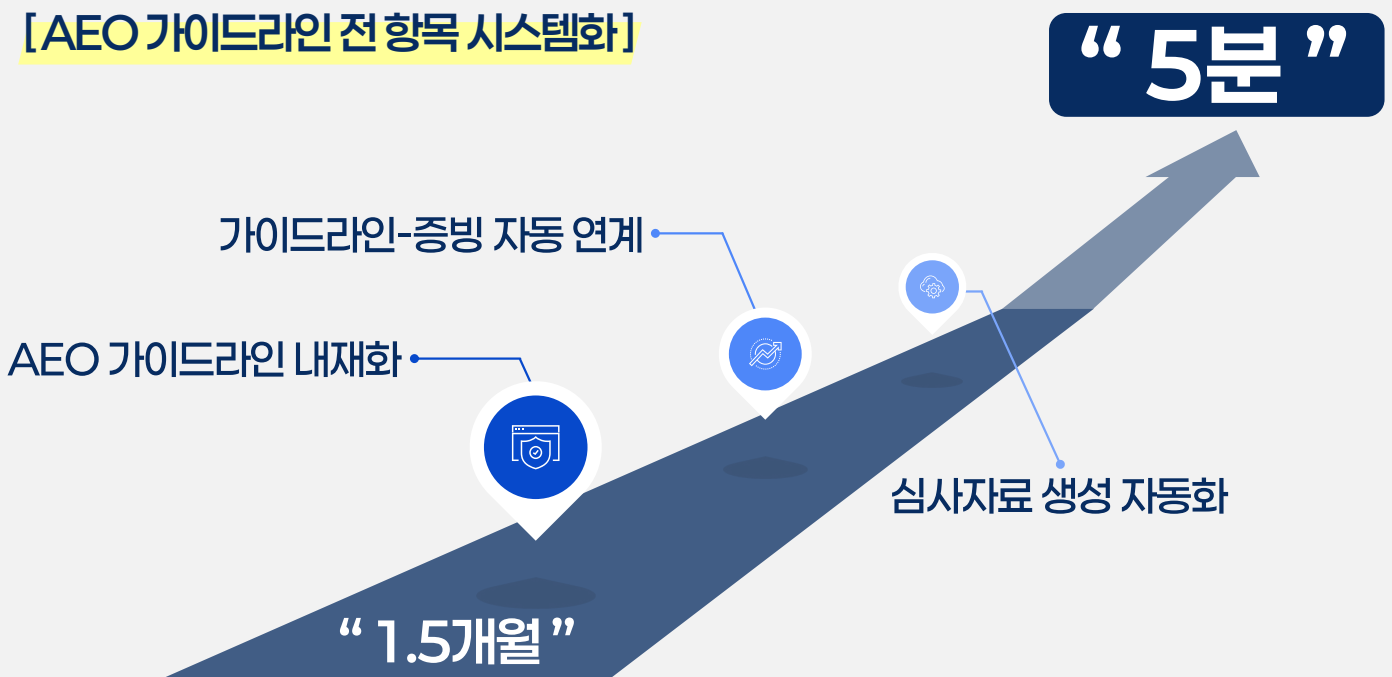 [ AEO 가이드라인 전 항목 시스템화 ]
“ 5분 ”
가이드라인-증빙 자동 연계
AEO 가이드라인 내재화
심사자료 생성 자동화
“ 1.5개월 ”